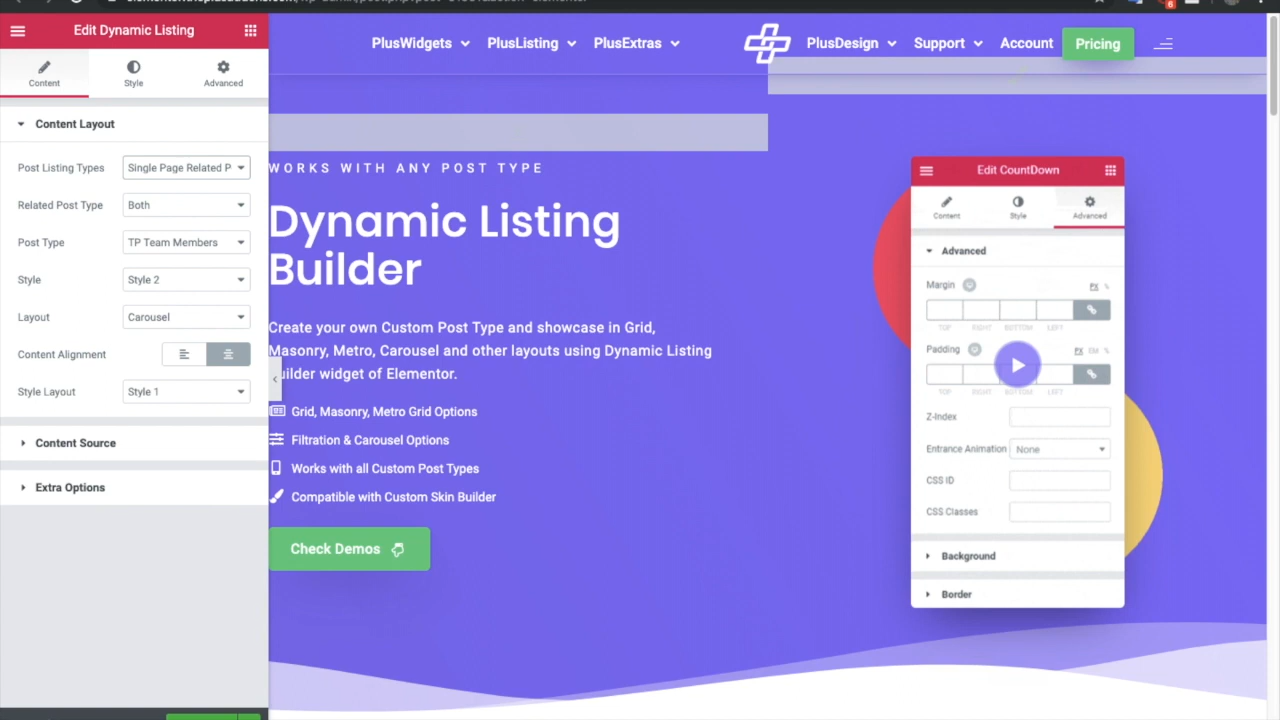 Edit Dynamic Listing
Content
Style
Advanced
Content Layout
Post Listing Types
Single Page Related P
Related Post Type
Both
Post Type
TP Team Members
Style
Style 2
Layout
Carousel
Content Alignment
Style Layout
Style 1
Content Source
Extra Options
PlusWidgets
PlusListing
PlusExtras
PlusDesign
Support
Account
Pricing
WORKS WITH ANY POST TYPE
Dynamic Listing
Builder
Create your own Custom Post Type and showcase in Grid,
Masonry, Metro, Carousel and other layouts using Dynamic Listing
uilder widget of Elementor.
Grid, Masonry, Metro Grid Options
Filtration & Carousel Options
Works with all Custom Post Types
Compatible with Custom Skin Builder
Check Demos
Edit CountDown
Content
Style
Advanced
Advanced
Margin
PX %
TOP RIGHT BOTTOM LEFT
Padding
PX EM %
TOP RIGHT BOTTOM LEFT
Z-Index
Entrance Animation
None
CSS ID
CSS Classes
Background
Border